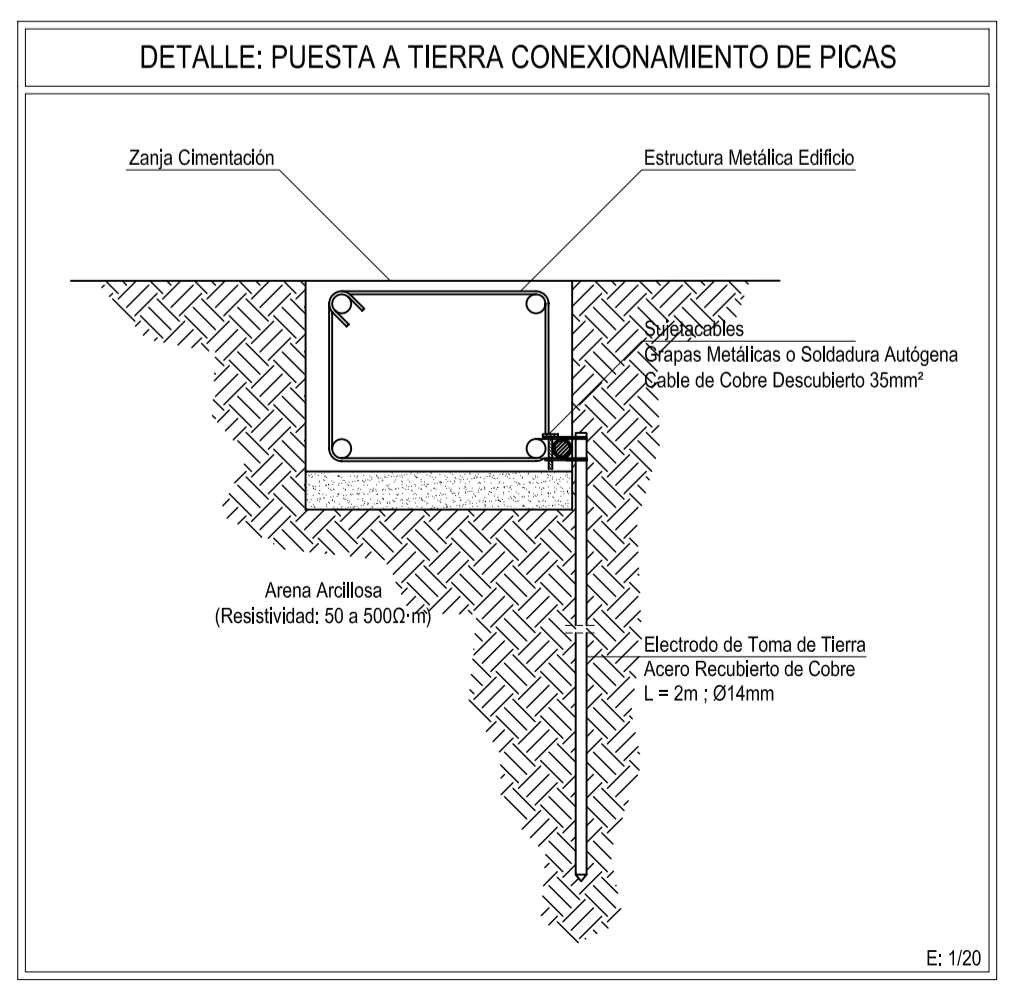 DETALLE: PUESTA A TIERRA CONEXIONAMIENTO DE PICAS
Zanja Cimentación
Estructura Metálica Edificio
Sujetacables
Grapas Metálicas o Soldadura Autógena
Cable de Cobre Descubierto 35mm²
Arena Arcillosa
(Resistividad: 50 a 500Ω·m)
Electrodo de Toma de Tierra
Acero Recubierto de Cobre
L = 2m ; Ø14mm
E: 1/20